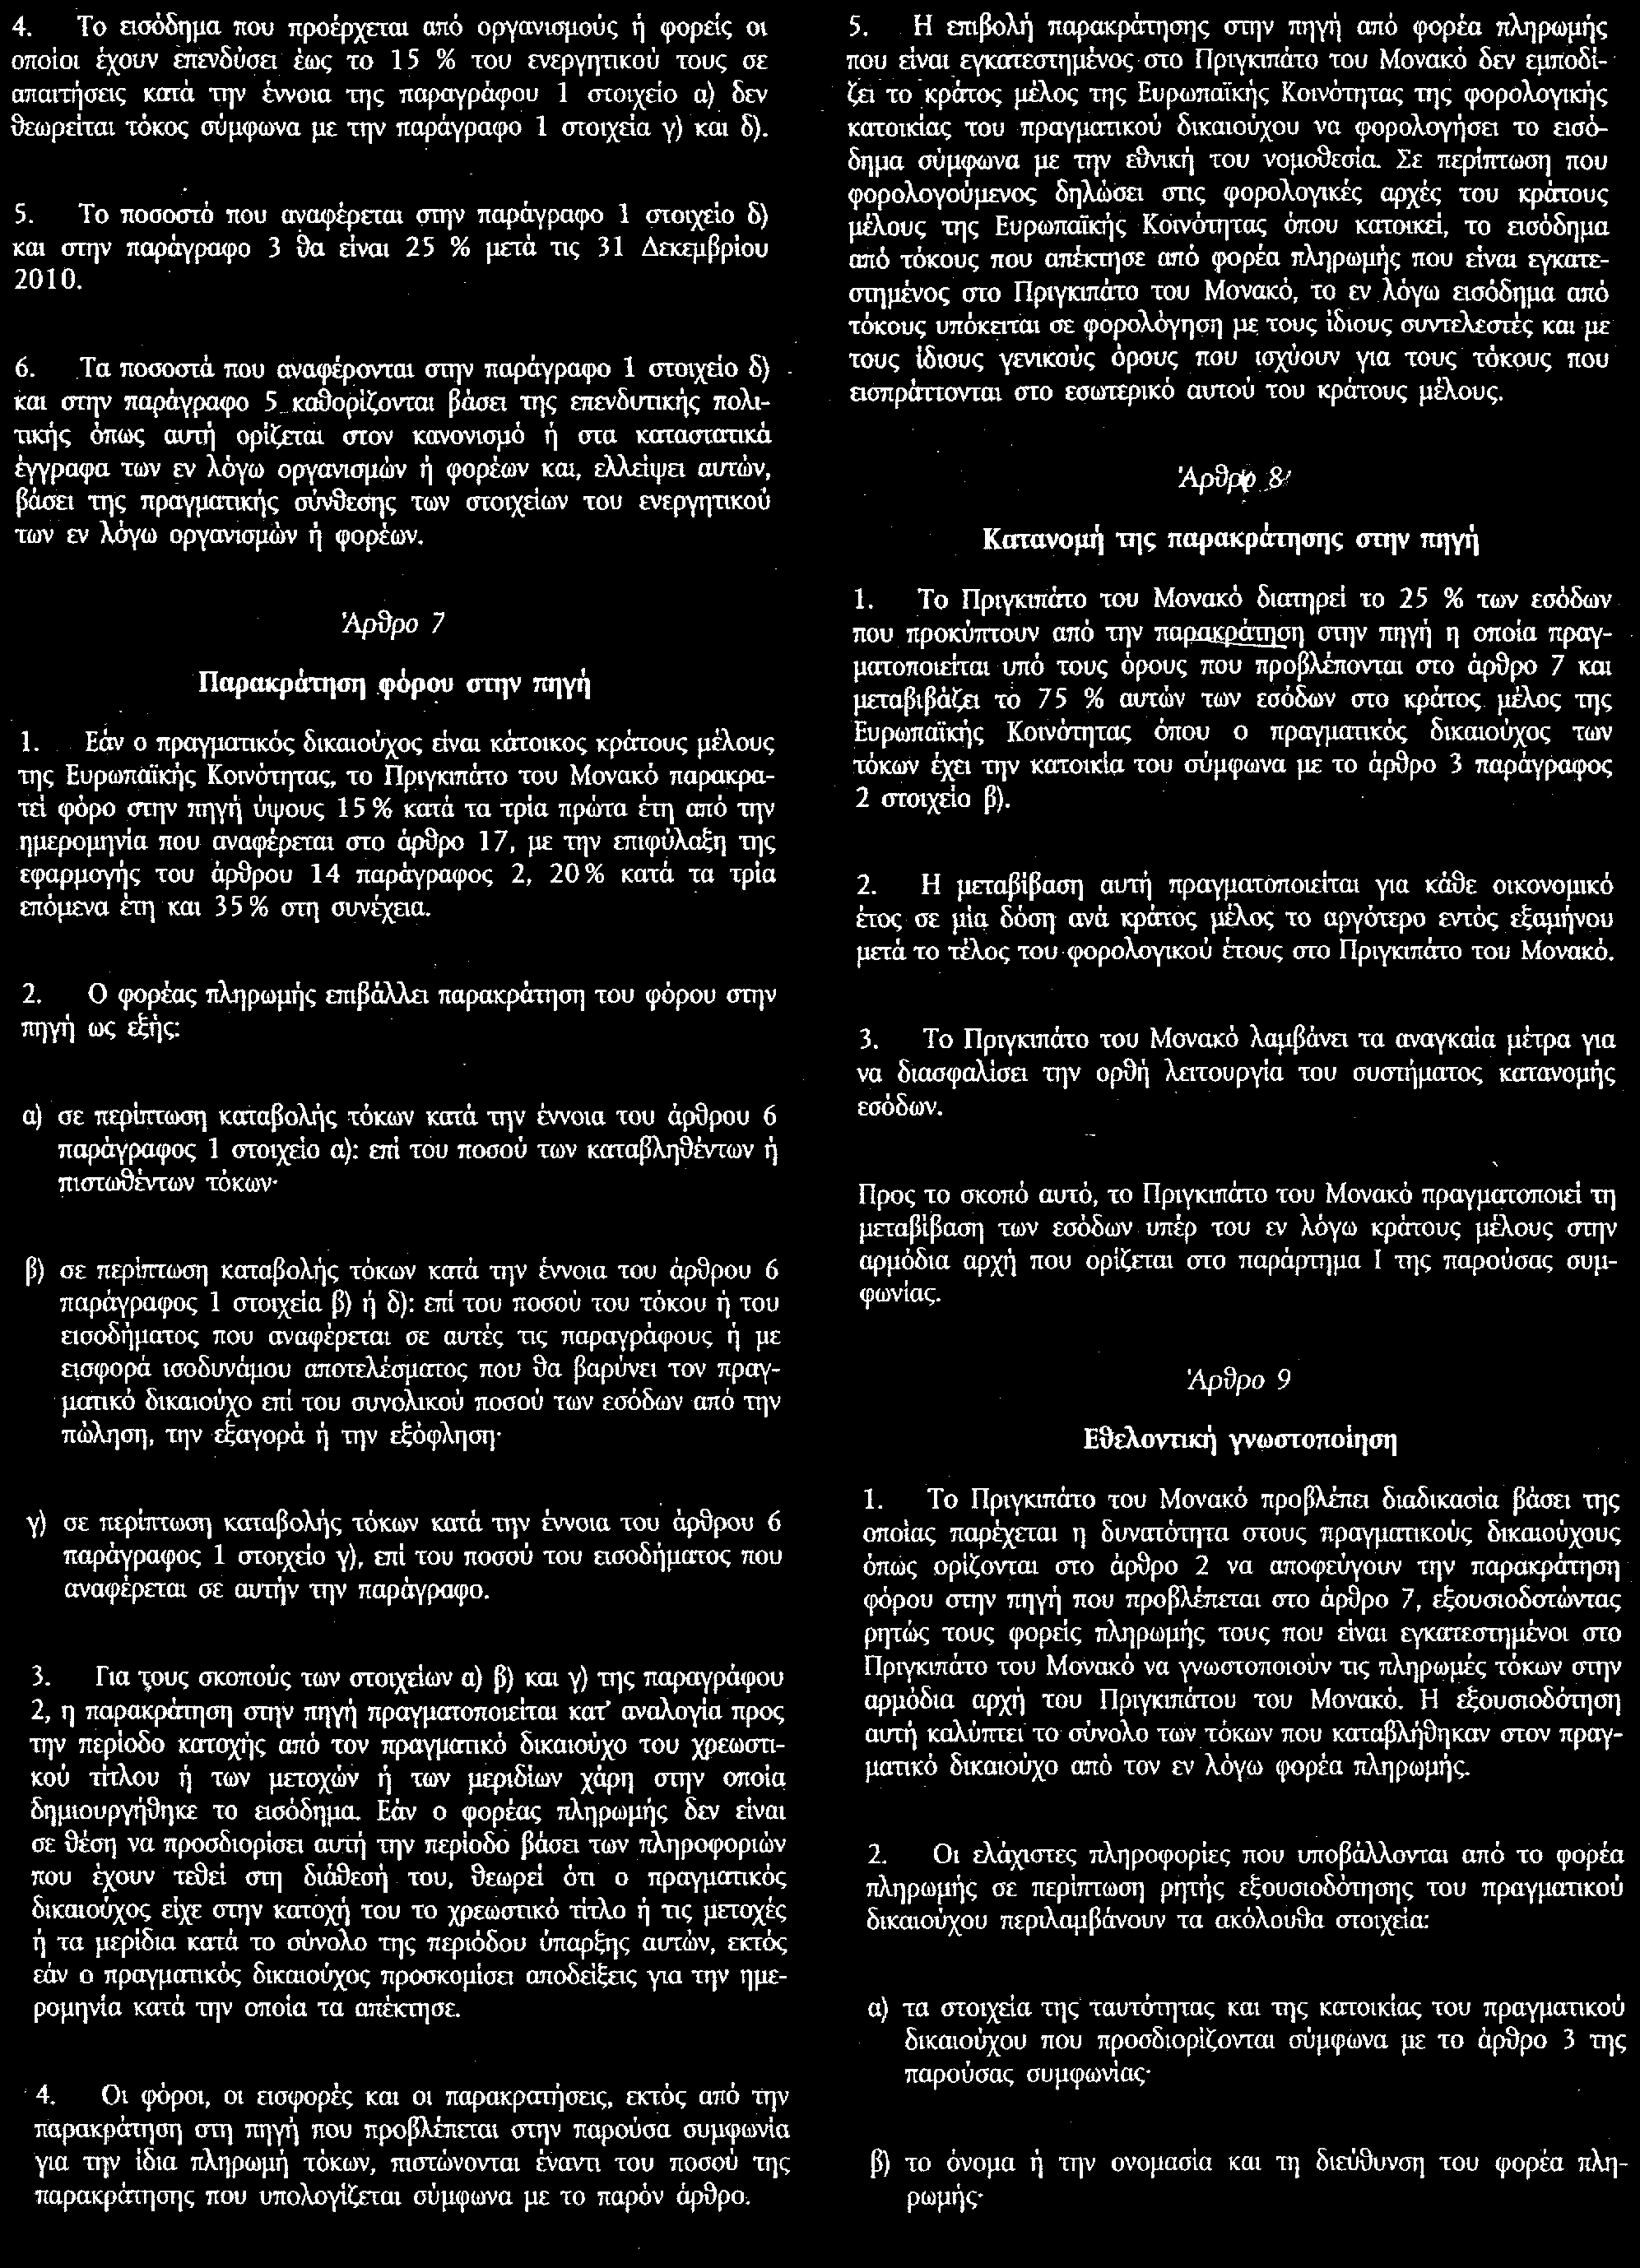 4. Το εισόδημα που προέρχεται από οργανισμούς ή φορείς οι
οποίοι έχουν επενδύσει έως το 15 % του ενεργητικού τους σε
απαιτήσεις κατά την έννοια της παραγράφου 1 στοιχείο α) δεν
θεωρείται τόκος σύμφωνα με την παράγραφο 1 στοιχεία γ) και δ).
5. Το ποσοστό που αναφέρεται στην παράγραφο 1 στοιχείο δ)
και στην παράγραφο 3 θα είναι 25 % μετά τις 31 Δεκεμβρίου
2010.
6. Τα ποσοστά που αναφέρονται στην παράγραφο 1 στοιχείο δ)
και στην παράγραφο 5 καθορίζονται βάσει της επενδυτικής πολι-
τικής όπως αυτή ορίζεται στον κανονισμό ή στα καταστατικά
έγγραφα των εν λόγω οργανισμών ή φορέων και, ελλείψει αυτών,
βάσει της πραγματικής σύνθεσης των στοιχείων του ενεργητικού
των εν λόγω οργανισμών ή φορέων.
Άρθρο 7
Παρακράτηση φόρου στην πηγή
1. Εάν ο πραγματικός δικαιούχος είναι κάτοικος κράτους μέλους
της Ευρωπαϊκής Κοινότητας, το Πριγκιπάτο του Μονακό παρακρα-
τεί φόρο στην πηγή ύψους 15 % κατά τα τρία πρώτα έτη από την
ημερομηνία που αναφέρεται στο άρθρο 17, με την επιφύλαξη της
εφαρμογής του άρθρου 14 παράγραφος 2, 20 % κατά τα τρία
επόμενα έτη και 35 % στη συνέχεια.
2. Ο φορέας πληρωμής επιβάλλει παρακράτηση του φόρου στην
πηγή ως εξής:
α) σε περίπτωση καταβολής τόκων κατά την έννοια του άρθρου 6
παράγραφος 1 στοιχείο α): επί του ποσού των καταβληθέντων ή
πιστωθέντων τόκων·
β) σε περίπτωση καταβολής τόκων κατά την έννοια του άρθρου 6
παράγραφος 1 στοιχεία β) ή δ): επί του ποσού του τόκου ή του
εισοδήματος που αναφέρεται σε αυτές τις παραγράφους ή με
εισφορά ισοδυνάμου αποτελέσματος που θα βαρύνει τον πραγ-
ματικό δικαιούχο επί του συνολικού ποσού των εσόδων από την
πώληση, την εξαγορά ή την εξόφληση·
γ) σε περίπτωση καταβολής τόκων κατά την έννοια του άρθρου 6
παράγραφος 1 στοιχείο γ), επί του ποσού του εισοδήματος που
αναφέρεται σε αυτήν την παράγραφο.
3. Για τους σκοπούς των στοιχείων α) β) και γ) της παραγράφου
2, η παρακράτηση στην πηγή πραγματοποιείται κατ' αναλογία προς
την περίοδο κατοχής από τον πραγματικό δικαιούχο του χρεωστι-
κού τίτλου ή των μετοχών ή των μεριδίων χάρη στην οποία
δημιουργήθηκε το εισόδημα. Εάν ο φορέας πληρωμής δεν είναι
σε θέση να προσδιορίσει αυτή την περίοδο βάσει των πληροφοριών
που έχουν τεθεί στη διάθεσή του, θεωρεί ότι ο πραγματικός
δικαιούχος είχε στην κατοχή του το χρεωστικό τίτλο ή τις μετοχές
ή τα μερίδια κατά το σύνολο της περιόδου ύπαρξης αυτών, εκτός
εάν ο πραγματικός δικαιούχος προσκομίσει αποδείξεις για την ημε-
ρομηνία κατά την οποία τα απέκτησε.
4. Οι φόροι, οι εισφορές και οι παρακρατήσεις, εκτός από την
παρακράτηση στη πηγή που προβλέπεται στην παρούσα συμφωνία
για την ίδια πληρωμή τόκων, πιστώνονται έναντι του ποσού της
παρακράτησης που υπολογίζεται σύμφωνα με το παρόν άρθρο.
5. Η επιβολή παρακράτησης στην πηγή από φορέα πληρωμής
που είναι εγκατεστημένος στο Πριγκιπάτο του Μονακό δεν εμποδί-
ζει το κράτος μέλος της Ευρωπαϊκής Κοινότητας της φορολογικής
κατοικίας του πραγματικού δικαιούχου να φορολογήσει το εισό-
δημα σύμφωνα με την εθνική του νομοθεσία. Σε περίπτωση που
φορολογούμενος δηλώσει στις φορολογικές αρχές του κράτους
μέλους της Ευρωπαϊκής Κοινότητας όπου κατοικεί, το εισόδημα
από τόκους που απέκτησε από φορέα πληρωμής που είναι εγκατε-
στημένος στο Πριγκιπάτο του Μονακό, το εν λόγω εισόδημα από
τόκους υπόκειται σε φορολόγηση με τους ίδιους συντελεστές και με
τους ίδιους γενικούς όρους που ισχύουν για τους τόκους που
εισπράττονται στο εσωτερικό αυτού του κράτους μέλους.
Άρθρο 8
Κατανομή της παρακράτησης στην πηγή
1. Το Πριγκιπάτο του Μονακό διατηρεί το 25 % των εσόδων
που προκύπτουν από την παρακράτηση στην πηγή η οποία πραγ-
ματοποιείται υπό τους όρους που προβλέπονται στο άρθρο 7 και
μεταβιβάζει το 75 % αυτών των εσόδων στο κράτος μέλος της
Ευρωπαϊκής Κοινότητας όπου ο πραγματικός δικαιούχος των
τόκων έχει την κατοικία του σύμφωνα με το άρθρο 3 παράγραφος
2 στοιχείο β).
2. Η μεταβίβαση αυτή πραγματοποιείται για κάθε οικονομικό
έτος σε μία δόση ανά κράτος μέλος το αργότερο εντός εξαμήνου
μετά το τέλος του φορολογικού έτους στο Πριγκιπάτο του Μονακό.
3. Το Πριγκιπάτο του Μονακό λαμβάνει τα αναγκαία μέτρα για
να διασφαλίσει την ορθή λειτουργία του συστήματος κατανομής
εσόδων.
Προς το σκοπό αυτό, το Πριγκιπάτο του Μονακό πραγματοποιεί τη
μεταβίβαση των εσόδων υπέρ του εν λόγω κράτους μέλους στην
αρμόδια αρχή που ορίζεται στο παράρτημα Ι της παρούσας συμ-
φωνίας.
Άρθρο 9
Εθελοντική γνωστοποίηση
1. Το Πριγκιπάτο του Μονακό προβλέπει διαδικασία βάσει της
οποίας παρέχεται η δυνατότητα στους πραγματικούς δικαιούχους
όπως ορίζονται στο άρθρο 2 να αποφεύγουν την παρακράτηση
φόρου στην πηγή που προβλέπεται στο άρθρο 7, εξουσιοδοτώντας
ρητώς τους φορείς πληρωμής τους που είναι εγκατεστημένοι στο
Πριγκιπάτο του Μονακό να γνωστοποιούν τις πληρωμές τόκων στην
αρμόδια αρχή του Πριγκιπάτου του Μονακό. Η εξουσιοδότηση
αυτή καλύπτει το σύνολο των τόκων που καταβλήθηκαν στον πραγ-
ματικό δικαιούχο από τον εν λόγω φορέα πληρωμής.
2. Οι ελάχιστες πληροφορίες που υποβάλλονται από το φορέα
πληρωμής σε περίπτωση ρητής εξουσιοδότησης του πραγματικού
δικαιούχου περιλαμβάνουν τα ακόλουθα στοιχεία:
α) τα στοιχεία της ταυτότητας και της κατοικίας του πραγματικού
δικαιούχου που προσδιορίζονται σύμφωνα με το άρθρο 3 της
παρούσας συμφωνίας·
β) το όνομα ή την ονομασία και τη διεύθυνση του φορέα πλη-
ρωμής·